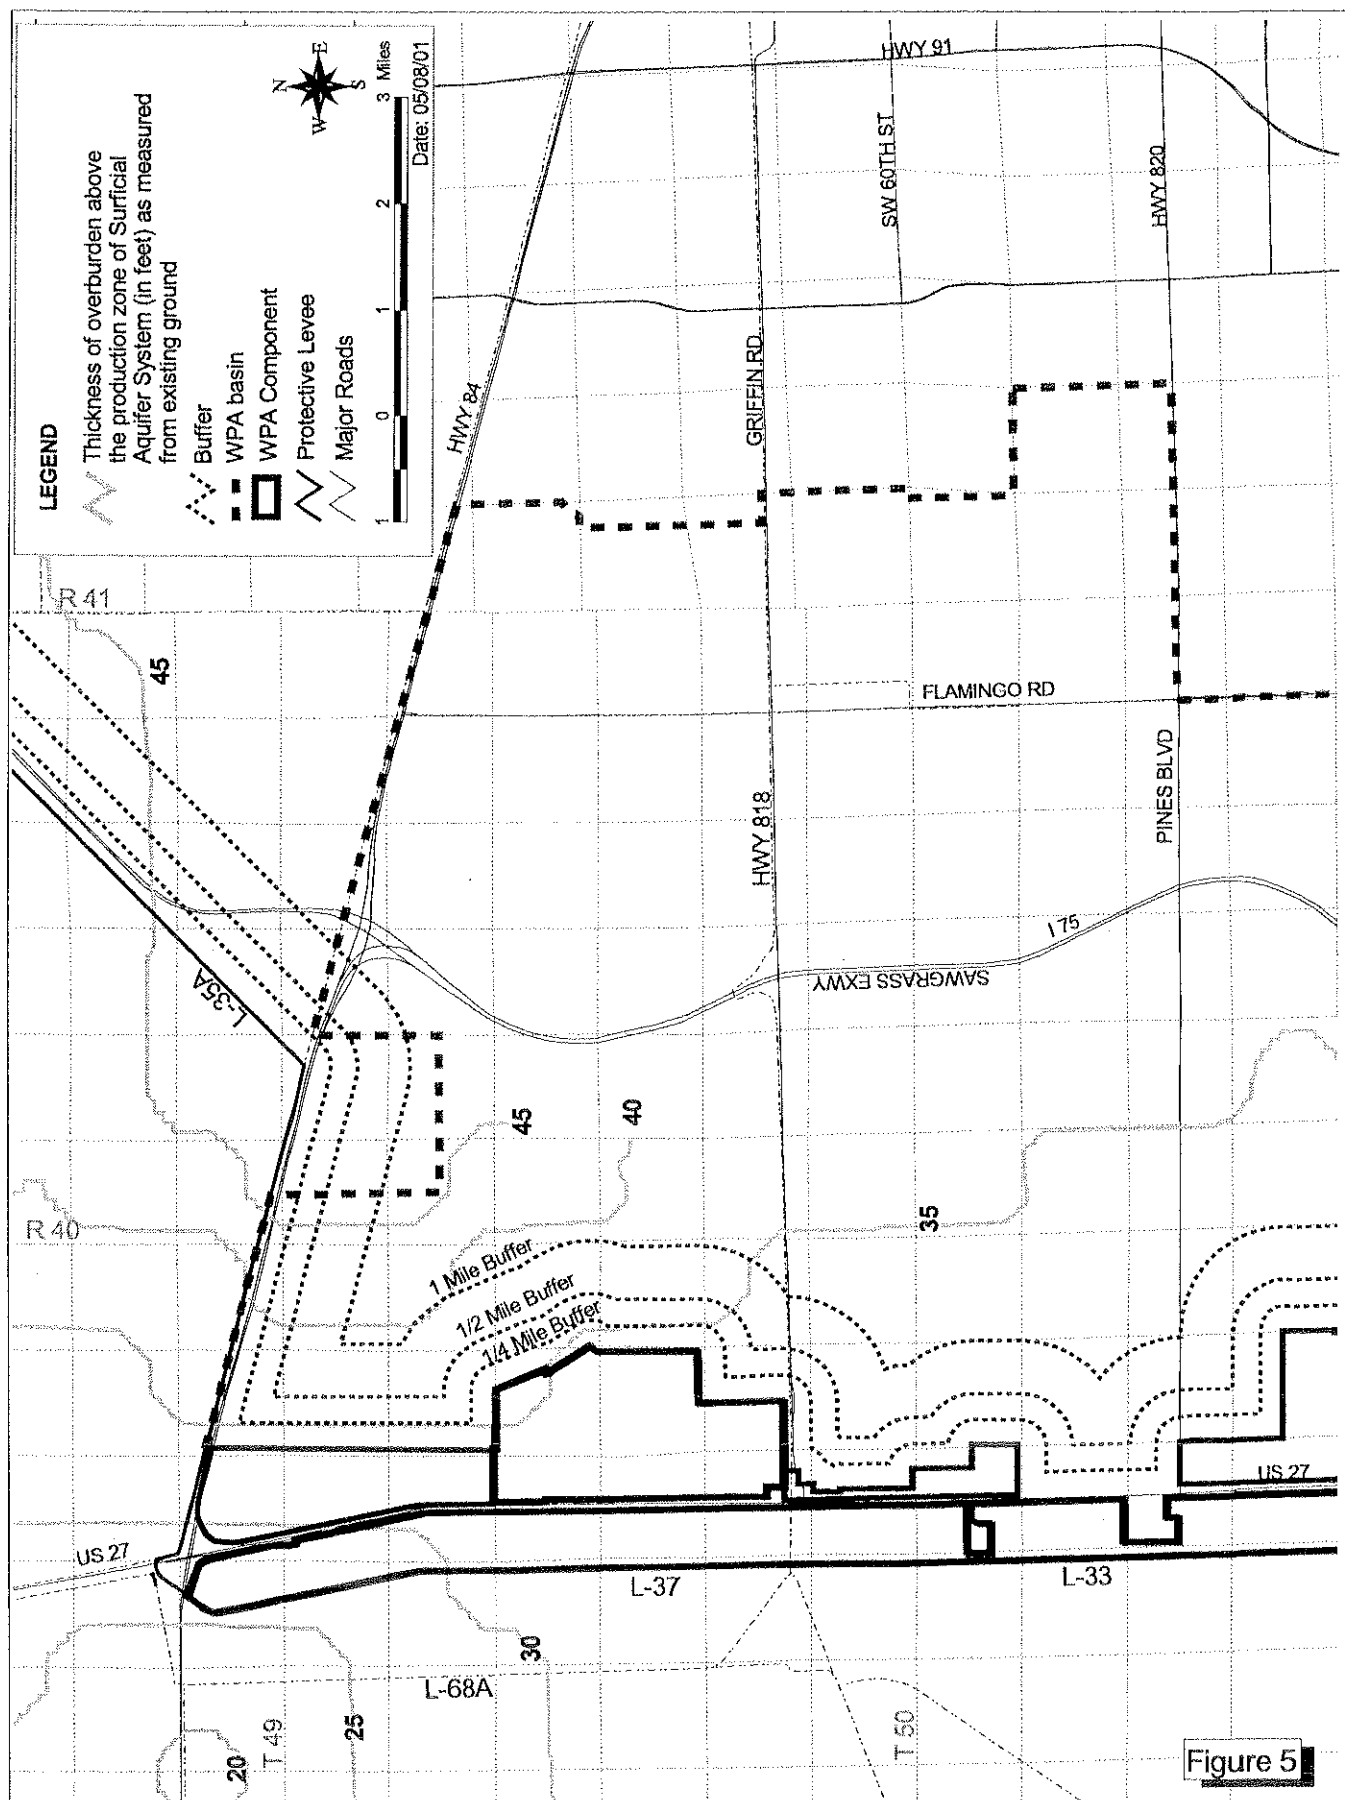 LEGEND
Thickness of overburden above
the production zone of Surficial
Aquifer System (in feet) as measured
from existing ground
Buffer
WPA basin
WPA Component
Protective Levee
Major Roads
N
E
W
S
1
0
1
2
3
Miles
Date: 05/08/01
HWY 91
SW 60TH ST
HWY 820
HWY 84
GRIFFIN RD
R 41
45
FLAMINGO RD
PINES BLVD
HWY 818
I 75
SAWGRASS EXWY
L-35A
45
40
R 40
35
1 Mile Buffer
1/2 Mile Buffer
1/4 Mile Buffer
US 27
US 27
L-37
L-33
30
L-68A
25
T 49
20
T 50
Figure 5